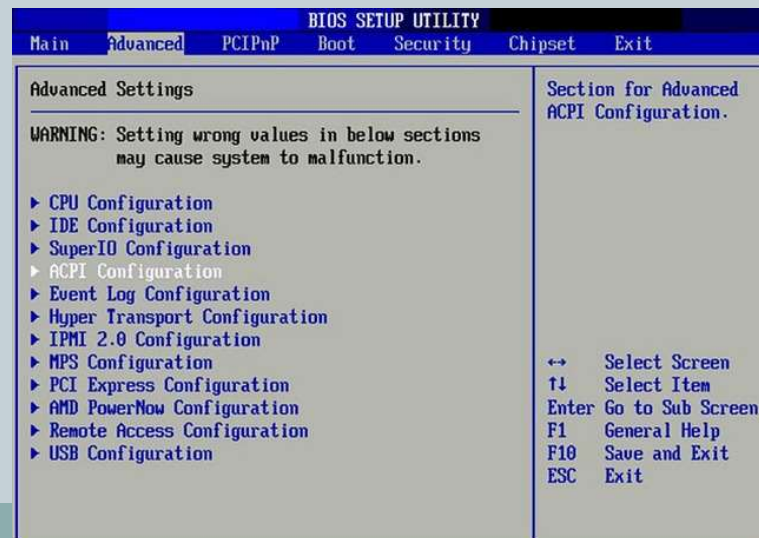 BIOS SETUP UTILITY
Main Advanced PCIPnP Boot Security Chipset Exit
Advanced Settings
WARNING: Setting wrong values in below sections
may cause system to malfunction.
▶ CPU Configuration
▶ IDE Configuration
▶ SuperIO Configuration
▶ ACPI Configuration
▶ Event Log Configuration
▶ Hyper Transport Configuration
▶ IPMI 2.0 Configuration
▶ MPS Configuration
▶ PCI Express Configuration
▶ AMD PowerNow Configuration
▶ Remote Access Configuration
▶ USB Configuration
Section for Advanced
ACPI Configuration.
↔ Select Screen
↑↓ Select Item
Enter Go to Sub Screen
F1 General Help
F10 Save and Exit
ESC Exit